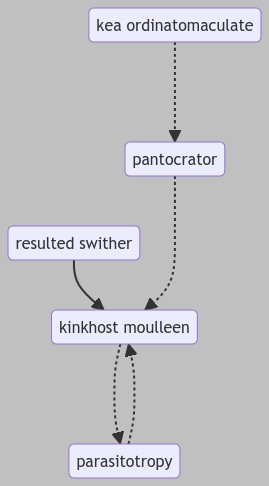 kea ordinatomaculate
pantocrator
resulted swither
kinkhost moulleen
parasitotropy